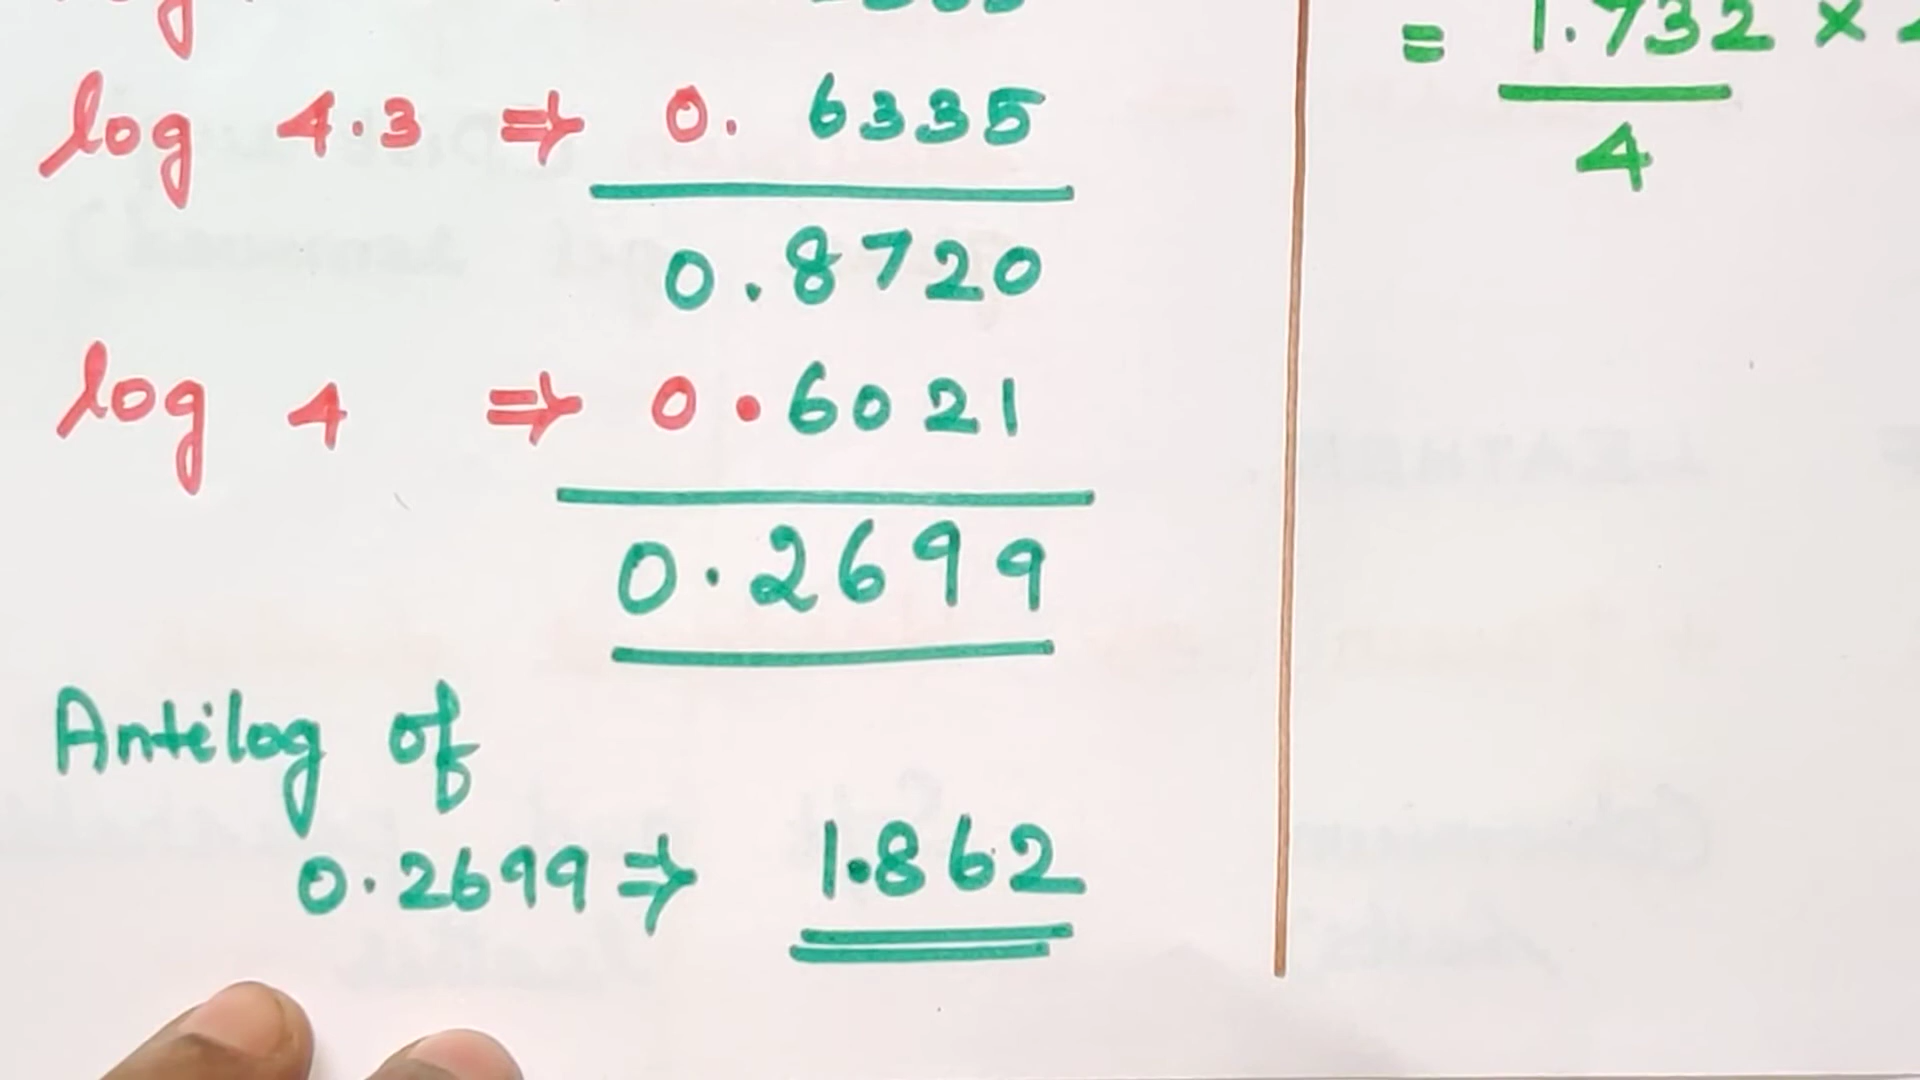 log 4.3 ⇒ 0. 6335
0.8720
log 4 ⇒ 0.6021
0.2699
Antilog of
0.2699 ⇒ 1.862
= 1.732 ×
4